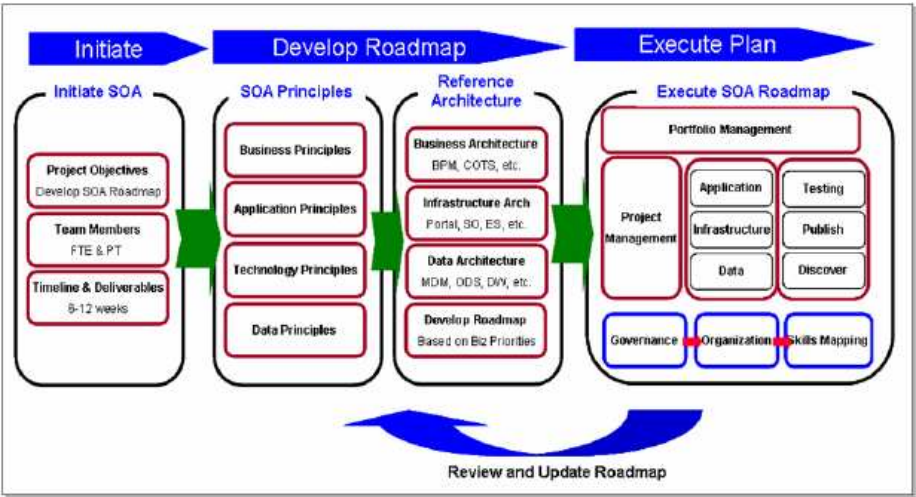 Initiate
Develop Roadmap
Execute Plan
Initiate SOA
Project Objectives
Develop SOA Roadmap
Team Members
FTE & PT
Timeline & Deliverables
6-12 weeks
SOA Principles
Business Principles
Application Principles
Technology Principles
Data Principles
Reference
Architecture
Business Architecture
BPM, COTS, etc.
Infrastructure Arch
Portal, SO, ES, etc.
Data Architecture
MDM, ODS, DW, etc.
Develop Roadmap
Based on Biz Priorities
Execute SOA Roadmap
Portfolio Management
Project
Management
Application
Infrastructure
Data
Testing
Publish
Discover
Governance
Organization
Skills Mapping
Review and Update Roadmap